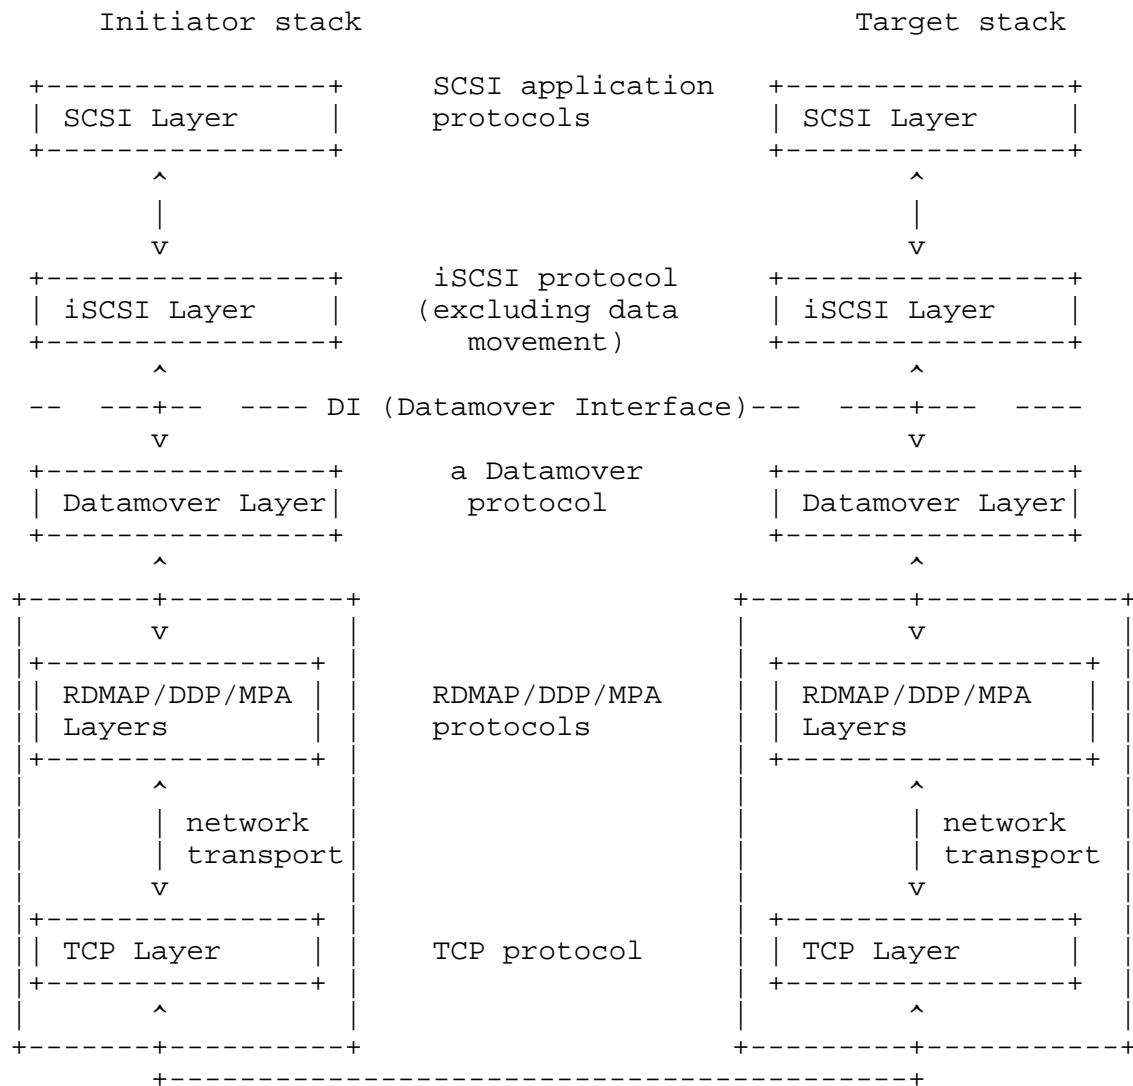 Initiator stack Target stack
SCSI application
SCSI Layer protocols SCSI Layer
v v
iSCSI protocol
iSCSI Layer (excluding data iSCSI Layer
movement)
-- ---+-- ---- DI (Datamover Interface)--- ----+--- ----
v v
a Datamover
Datamover Layer protocol Datamover Layer
v v
RDMAP/DDP/MPA RDMAP/DDP/MPA RDMAP/DDP/MPA
Layers protocols Layers
network network
transport transport
v v
TCP Layer TCP protocol TCP Layer